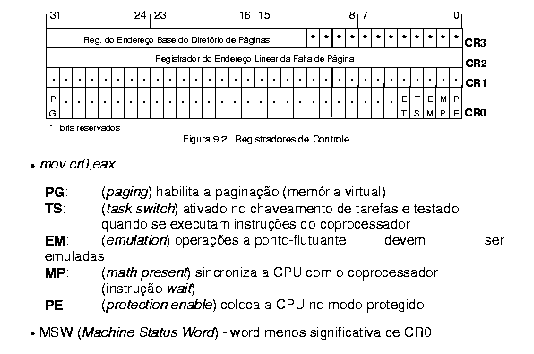 31 24 23 16 15 8 7 0
Reg. do Endereço Base do Diretório de Páginas * * * * * * * * * * * * CR3
Registrador do Endereço Linear da Falta de Página CR2
CR1
P G E T T S E M M P P E CR0
* bits reservados
Figura 9.2 Registradores de Controle
• mov cr0,eax
PG: (paging) habilita a paginação (memória virtual)
TS: (task switch) ativado no chaveamento de tarefas e testado
quando se executam instruções do coprocessador
EM: (emulation) operações a ponto-flutuante devem ser
emuladas
MP: (math present) sincroniza a CPU com o coprocessador
(instrução wait)
PE (protection enable) coloca a CPU no modo protegido
• MSW (Machine Status Word) - word menos significativa de CR0